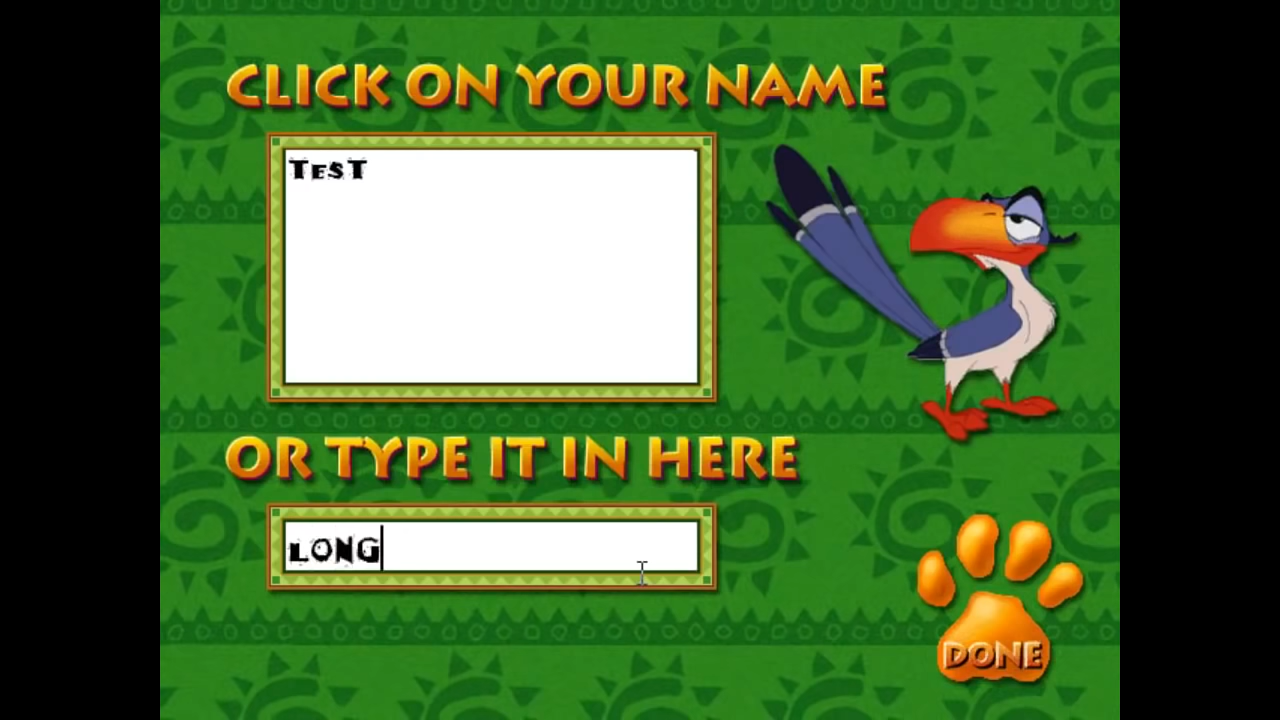 CLICK ON YOUR NAME
TEST
OR TYPE IT IN HERE
LONG
DONE